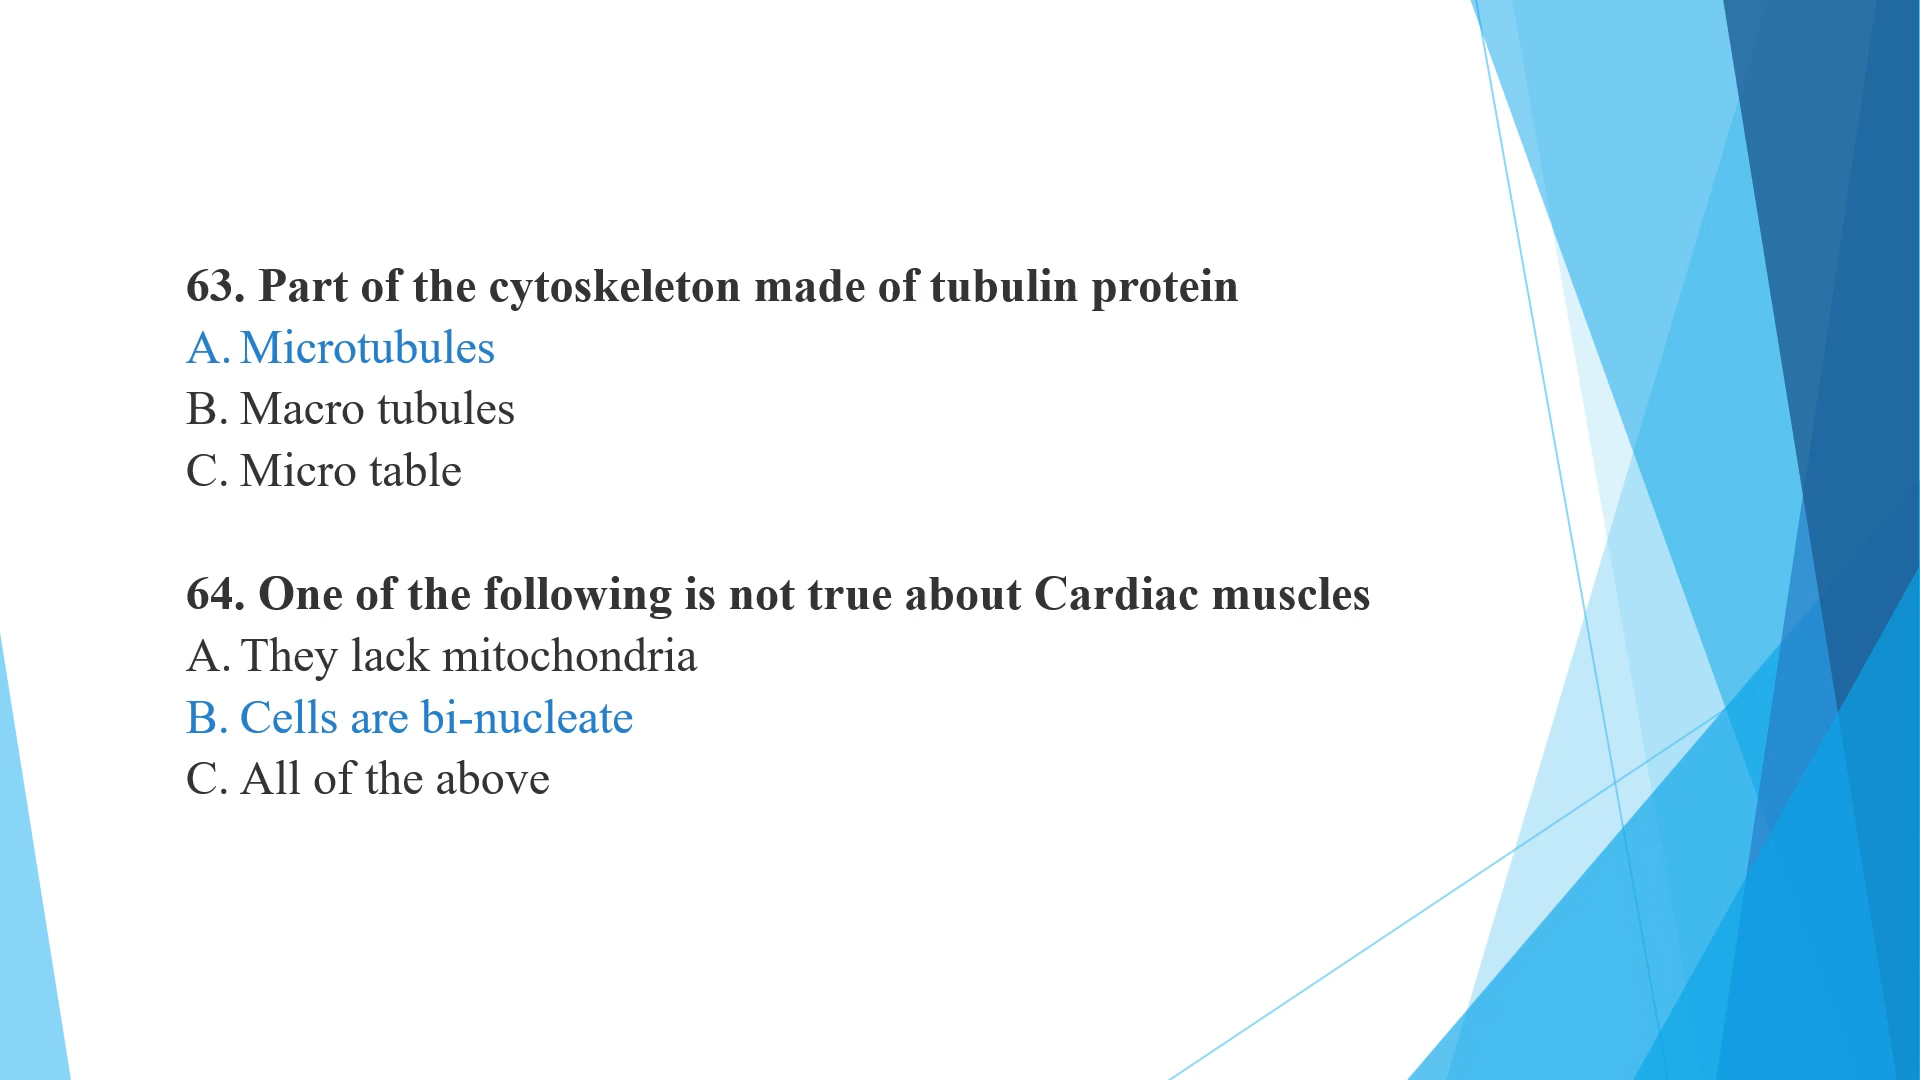 63. Part of the cytoskeleton made of tubulin protein
A. Microtubules
B. Macro tubules
C. Micro table
64. One of the following is not true about Cardiac muscles
A. They lack mitochondria
B. Cells are bi-nucleate
C. All of the above